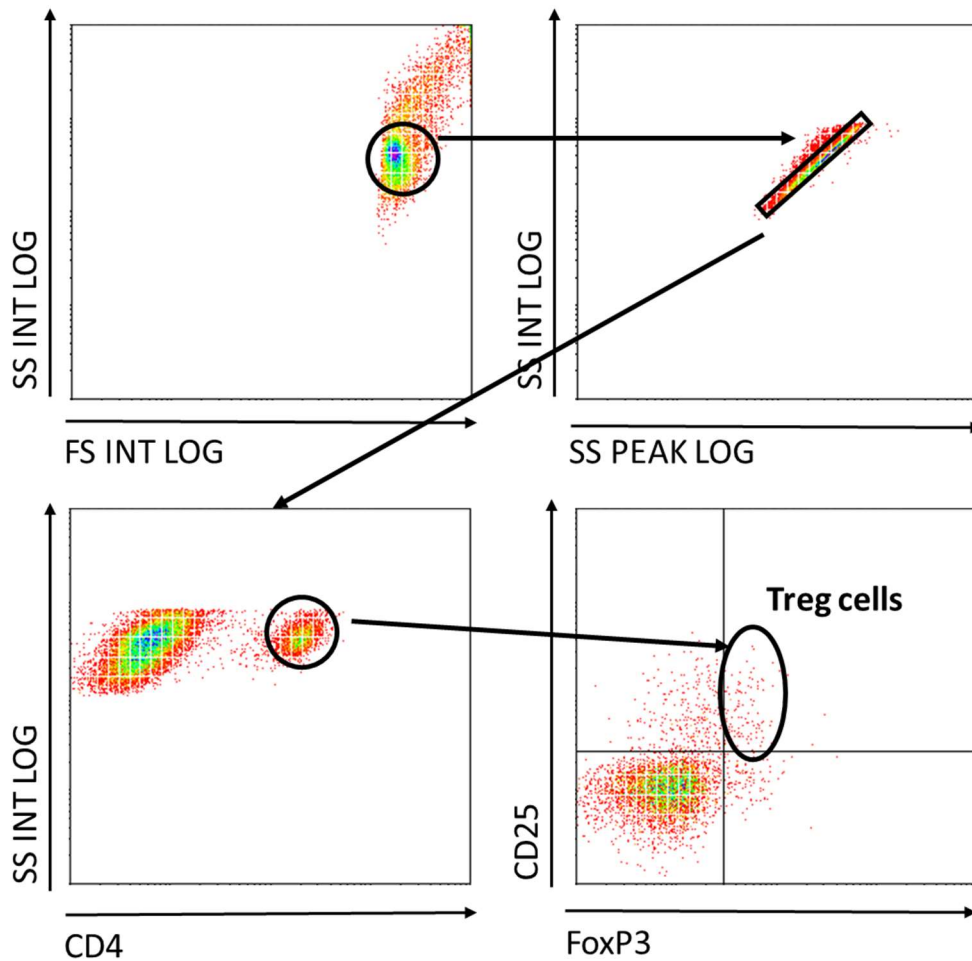 SS INT LOG
FS INT LOG
SS INT LOG
SS PEAK LOG
SS INT LOG
CD4
Treg cells
CD25
FoxP3